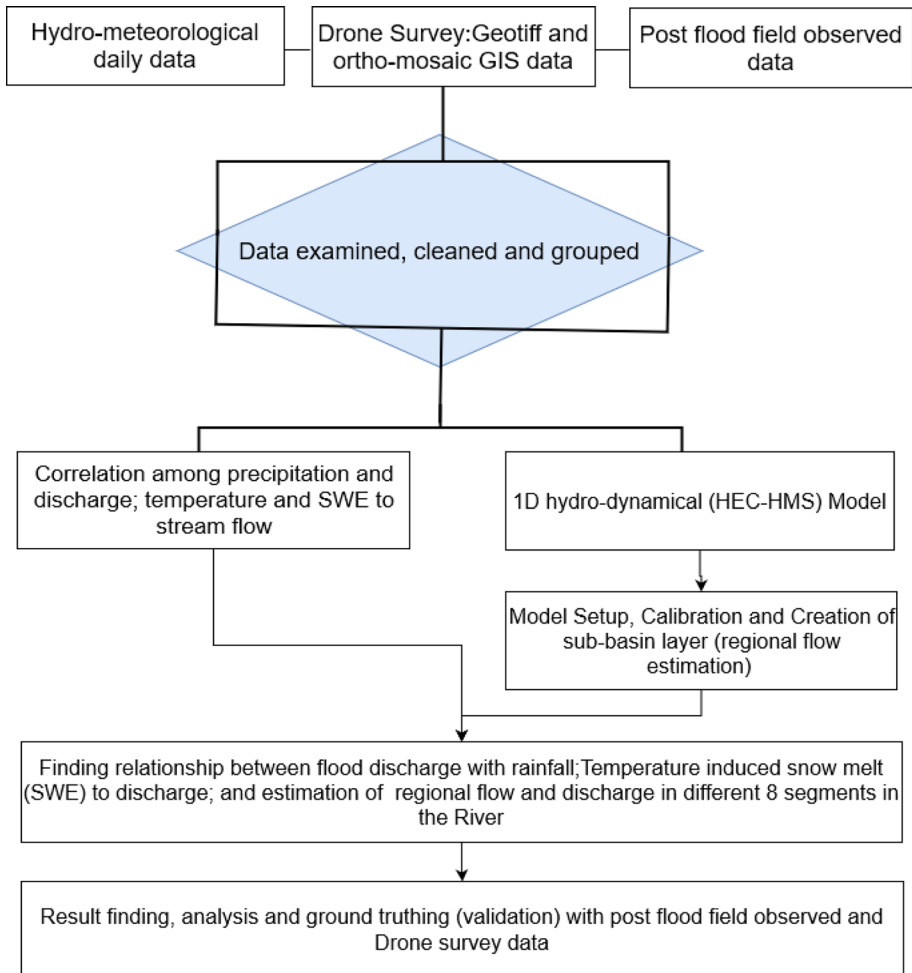 Hydro-meteorological
daily data
Drone Survey:Geotiff and
ortho-mosaic GIS data
Post flood field observed
data
Data examined, cleaned and grouped
Correlation among precipitation and
discharge; temperature and SWE to
stream flow
1D hydro-dynamical (HEC-HMS) Model
Model Setup, Calibration and Creation of
sub-basin layer (regional flow
estimation)
Finding relationship between flood discharge with rainfall;Temperature induced snow melt
(SWE) to discharge; and estimation of regional flow and discharge in different 8 segments in
the River
Result finding, analysis and ground truthing (validation) with post flood field observed and
Drone survey data